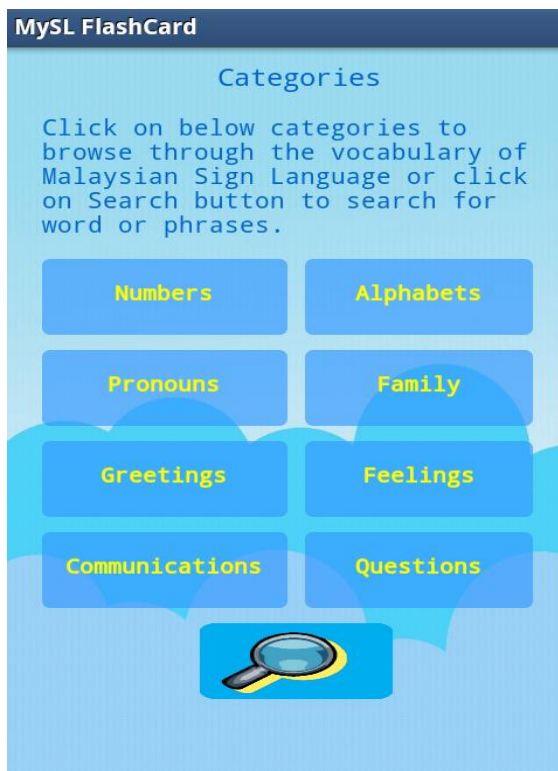 MySL FlashCard
Categories
Click on below categories to
browse through the vocabulary of
Malaysian Sign Language or click
on Search button to search for
word or phrases.
Numbers
Alphabets
Pronouns
Family
Greetings
Feelings
Communications
Questions